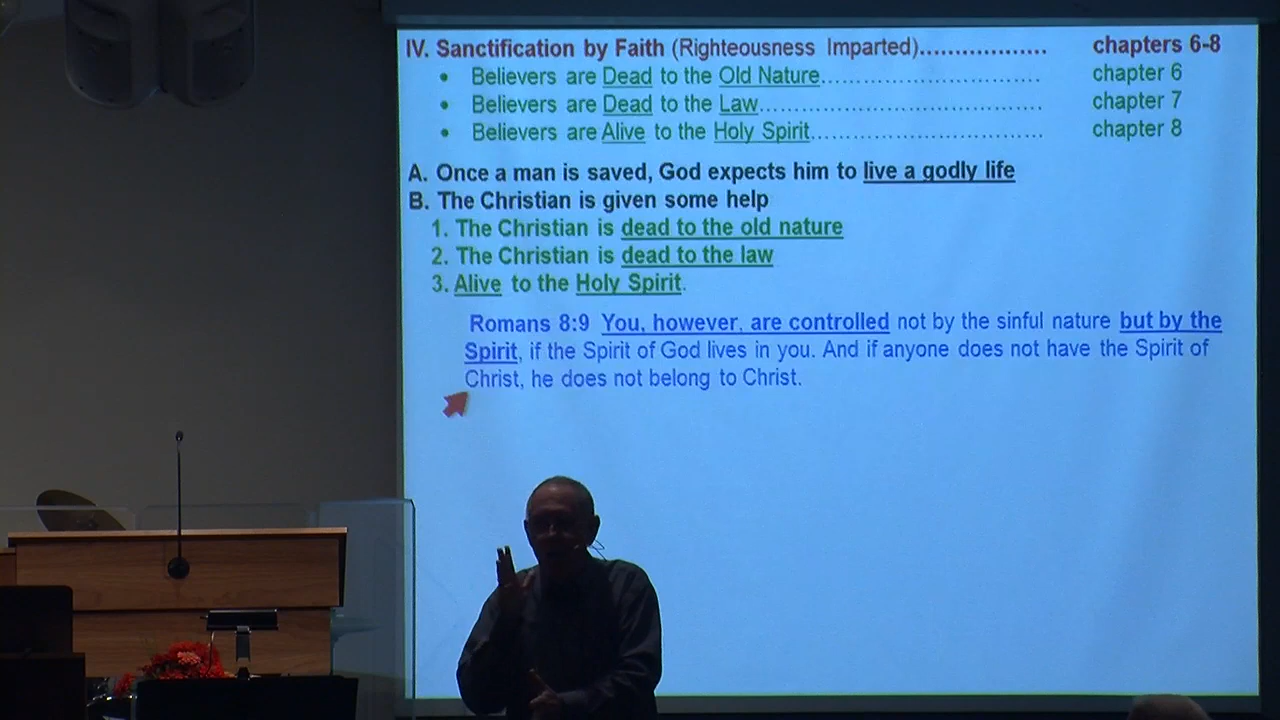 IV. Sanctification by Faith (Righteousness Imparted).................. chapters 6-8
• Believers are Dead to the Old Nature.................................. chapter 6
• Believers are Dead to the Law........................................... chapter 7
• Believers are Alive to the Holy Spirit................................... chapter 8
A. Once a man is saved, God expects him to live a godly life
B. The Christian is given some help
1. The Christian is dead to the old nature
2. The Christian is dead to the law
3. Alive to the Holy Spirit.
Romans 8:9 You, however, are controlled not by the sinful nature but by the
Spirit, if the Spirit of God lives in you. And if anyone does not have the Spirit of
Christ, he does not belong to Christ.